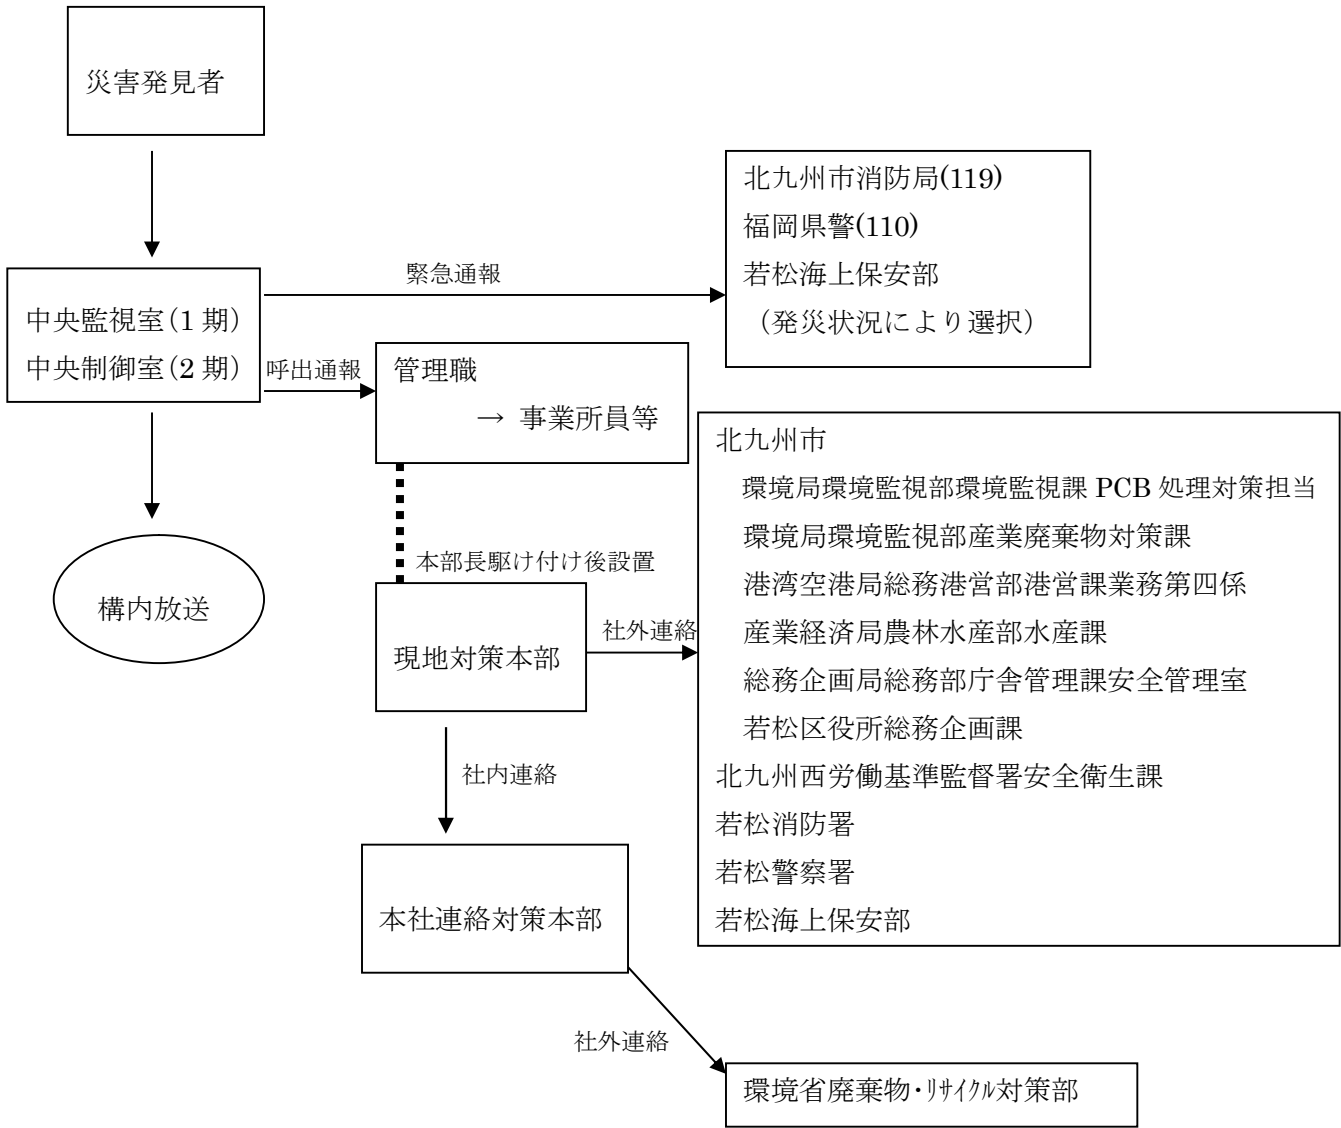 災害発見者
北九州市消防局(119)
福岡県警(110)
若松海上保安部
（発災状況により選択）
緊急通報
中央監視室(1期)
中央制御室(2期)
呼出通報
管理職
→ 事業所員等
構内放送
本部長駆け付け後設置
現地対策本部
社外連絡
北九州市
環境局環境監視部環境監視課 PCB 処理対策担当
環境局環境監視部産業廃棄物対策課
港湾空港局総務港営部港営課業務第四係
産業経済局農林水産部水産課
総務企画局総務部庁舎管理課安全管理室
若松区役所総務企画課
北九州西労働基準監督署安全衛生課
若松消防署
若松警察署
若松海上保安部
社内連絡
本社連絡対策本部
社外連絡
環境省廃棄物･ﾘｻｲｸﾙ対策部